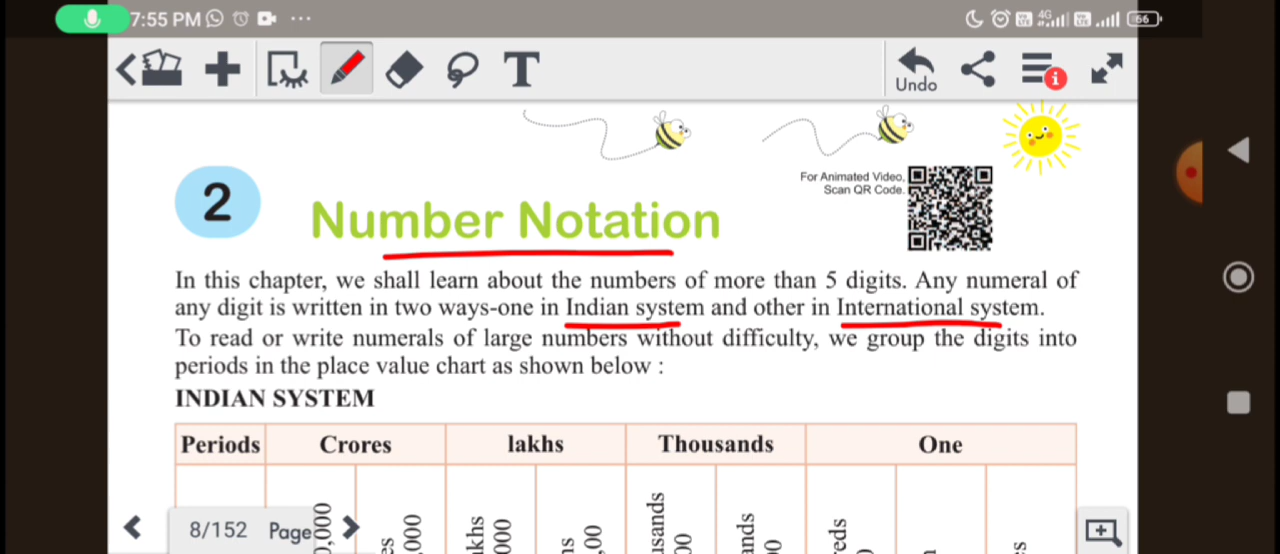 7:55 PM
4G
66
Undo
i
T
For Animated Video,
Scan QR Code.
2
Number Notation
In this chapter, we shall learn about the numbers of more than 5 digits. Any numeral of
any digit is written in two ways-one in Indian system and other in International system.
To read or write numerals of large numbers without difficulty, we group the digits into
periods in the place value chart as shown below :
INDIAN SYSTEM
Periods Crores lakhs Thousands One
8/152 Page